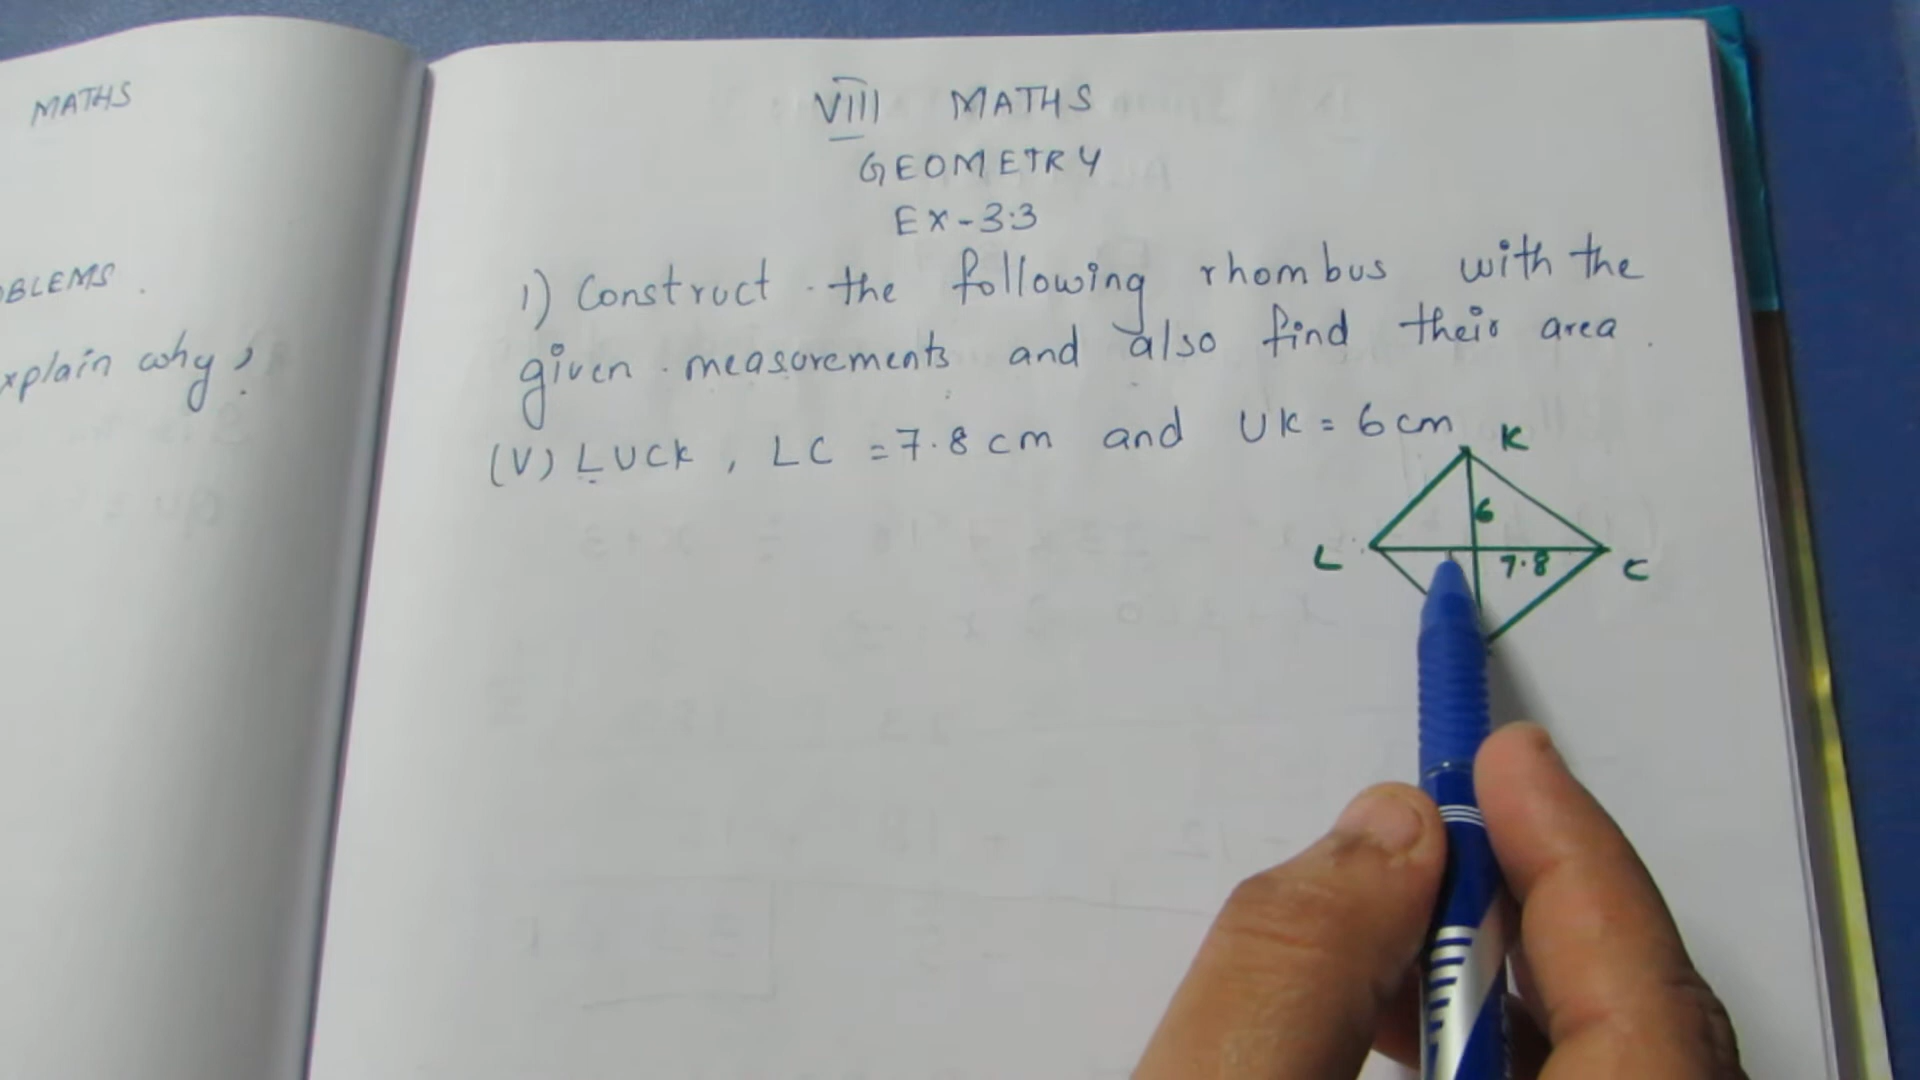 MATHS
BLEMS.
xplain why?
VIII MATHS
GEOMETRY
EX-3.3
1) Construct the following rhombus with the
given measurements and also find their area.
(V) LUCK, LC = 7.8 cm and UK = 6 cm
K
6
L 7.8 C